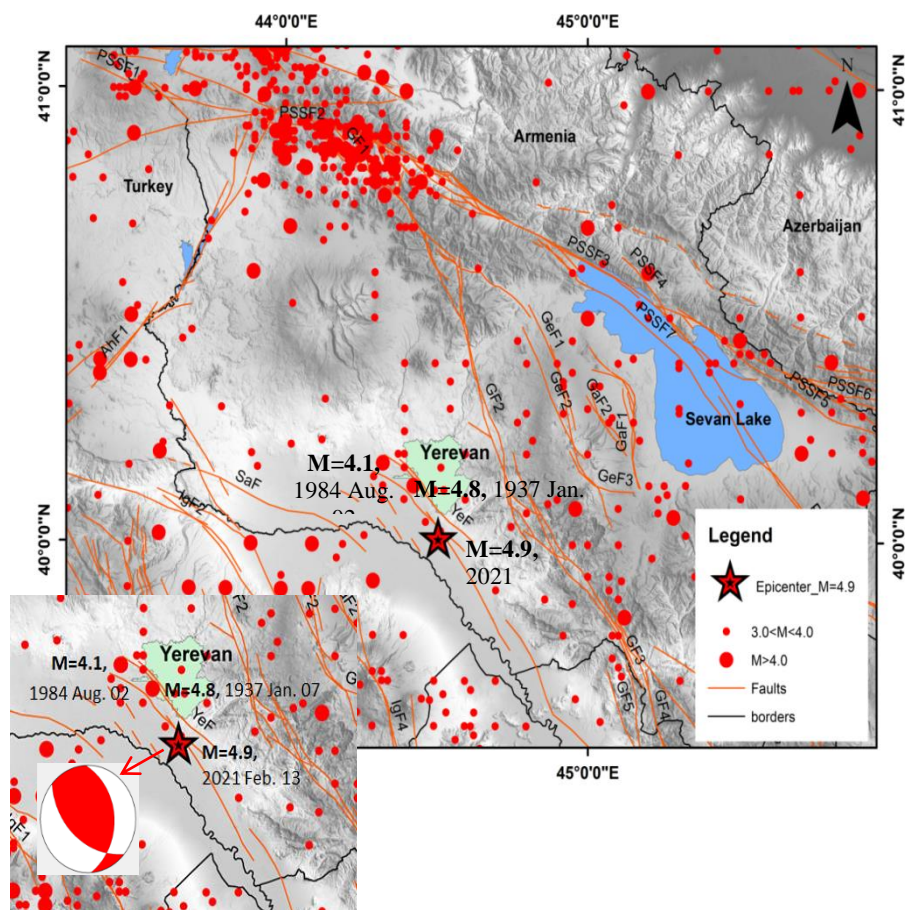 44°0'0"E
45°0'0"E
41°0'0"N
41°0'0"N
PSSF1
PSSF2
GF1
N
Armenia
Turkey
Azerbaijan
PSSF3
PSSF4
PSSF7
AhF1
GeF1
GF2
GeF2
GaF2
GaF1
PSSF5
PSSF6
Sevan Lake
Yerevan
M=4.1,
1984 Aug.
M=4.8, 1937 Jan.
GeF3
SaF
IgF2
YeF
40°0'0"N
40°0'0"N
M=4.9,
2021
Legend
Epicenter_M=4.9
3.0<M<4.0
M>4.0
Faults
borders
GF3
GF5
GF4
IgF4
45°0'0"E
Yerevan
M=4.1,
1984 Aug. 02
M=4.8, 1937 Jan. 07
YeF
M=4.9,
2021 Feb. 13